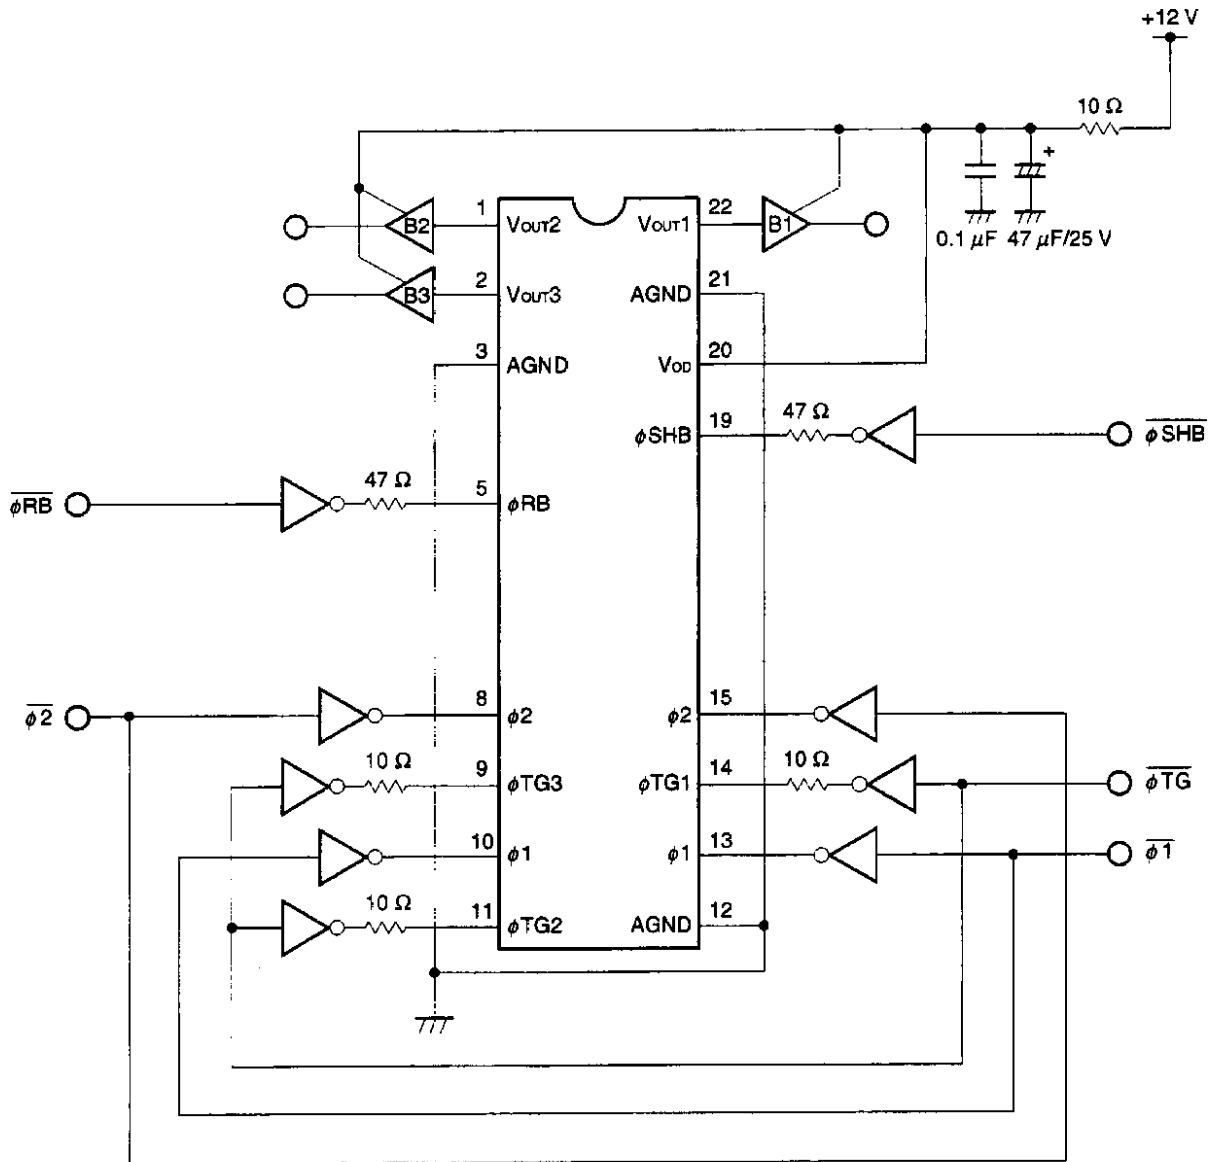 +12 V
10 Ω
+
0.1 μF 47 μF/25 V
B2 1 VOUT2 VOUT1 22 B1
B3 2 VOUT3 AGND 21
3 AGND VOD 20
φSHB 19 47 Ω φSHB
φRB 47 Ω 5 φRB
φ2 8 φ2 φ2 15
10 Ω 9 φTG3 φTG1 14 10 Ω φTG
10 φ1 φ1 13 φ1
10 Ω 11 φTG2 AGND 12